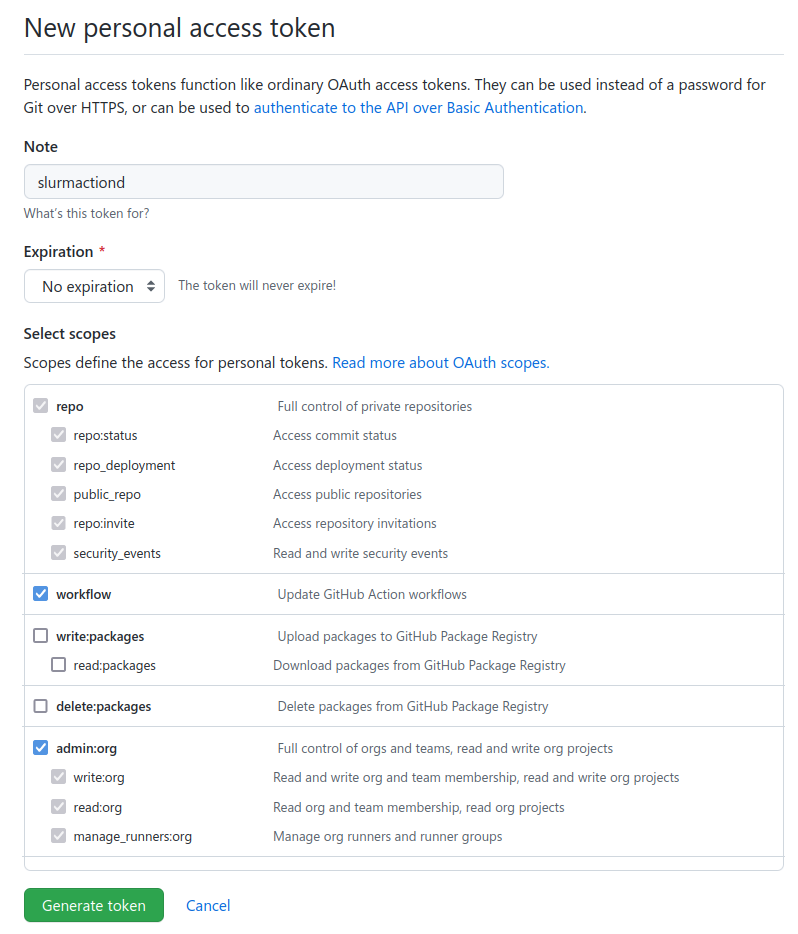 New personal access token
Personal access tokens function like ordinary OAuth access tokens. They can be used instead of a password for
Git over HTTPS, or can be used to authenticate to the API over Basic Authentication.
Note
slurmactiond
What's this token for?
Expiration *
No expiration The token will never expire!
Select scopes
Scopes define the access for personal tokens. Read more about OAuth scopes.
repo Full control of private repositories
repo:status Access commit status
repo_deployment Access deployment status
public_repo Access public repositories
repo:invite Access repository invitations
security_events Read and write security events
workflow Update GitHub Action workflows
write:packages Upload packages to GitHub Package Registry
read:packages Download packages from GitHub Package Registry
delete:packages Delete packages from GitHub Package Registry
admin:org Full control of orgs and teams, read and write org projects
write:org Read and write org and team membership, read and write org projects
read:org Read org and team membership, read org projects
manage_runners:org Manage org runners and runner groups
Generate token Cancel